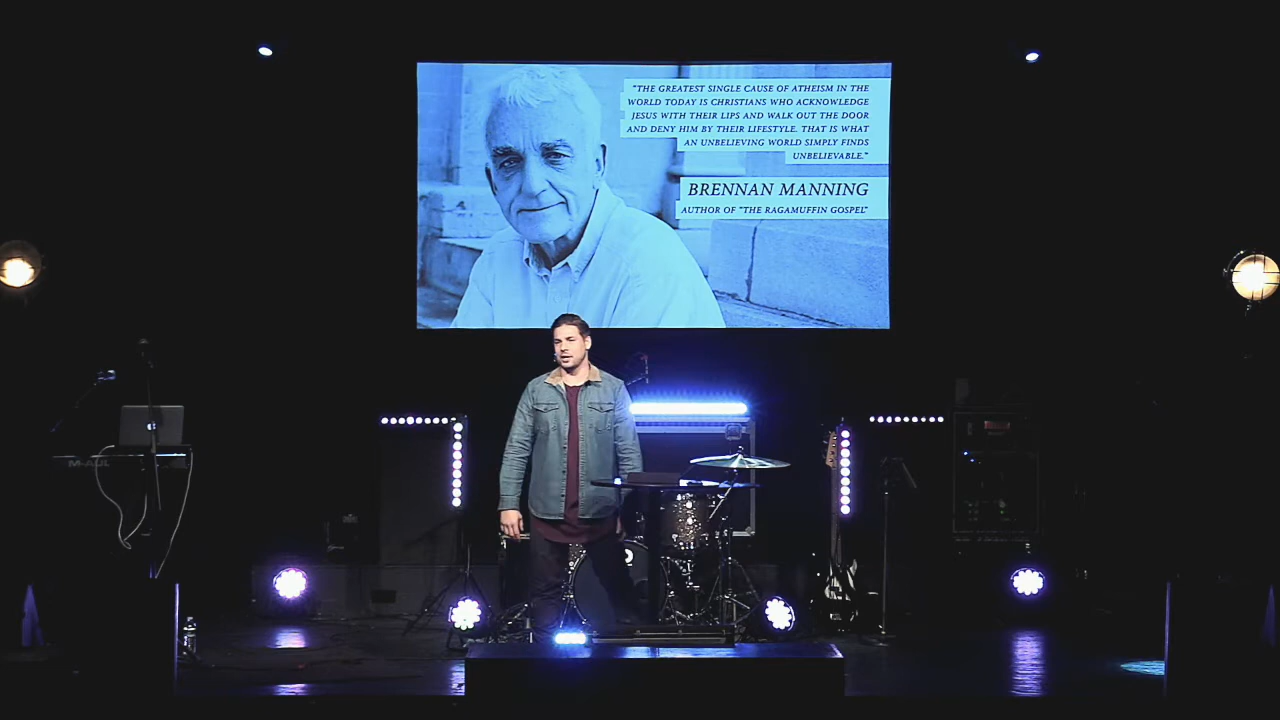 "THE GREATEST SINGLE CAUSE OF ATHEISM IN THE
WORLD TODAY IS CHRISTIANS WHO ACKNOWLEDGE
JESUS WITH THEIR LIPS AND WALK OUT THE DOOR
AND DENY HIM BY THEIR LIFESTYLE. THAT IS WHAT
AN UNBELIEVING WORLD SIMPLY FINDS
UNBELIEVABLE."
BRENNAN MANNING
AUTHOR OF "THE RAGAMUFFIN GOSPEL"